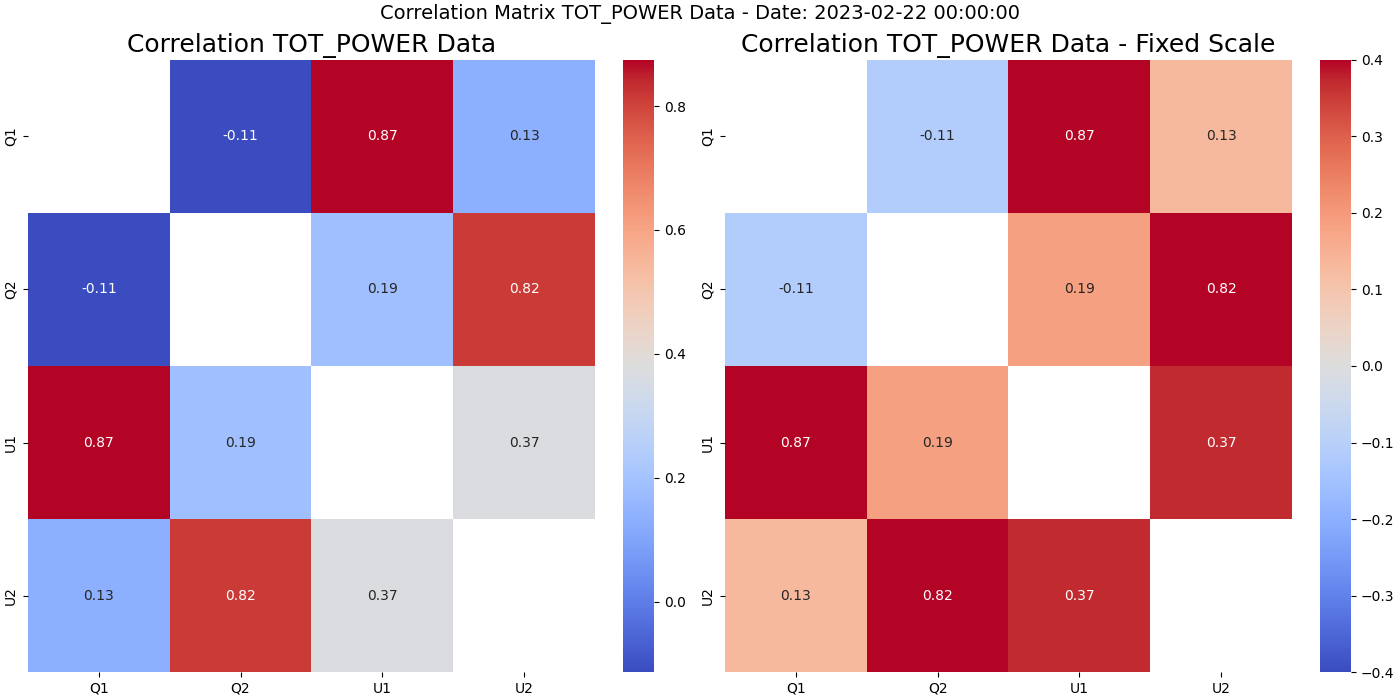 Correlation Matrix TOT_POWER Data - Date: 2023-02-22 00:00:00
Correlation TOT_POWER Data
Q1
-0.11
0.87
0.13
Q2
-0.11
0.19
0.82
U1
0.87
0.19
0.37
U2
0.13
0.82
0.37
Q1
Q2
U1
U2
0.8
0.6
0.4
0.2
0.0
Correlation TOT_POWER Data - Fixed Scale
Q1
-0.11
0.87
0.13
Q2
-0.11
0.19
0.82
U1
0.87
0.19
0.37
U2
0.13
0.82
0.37
Q1
Q2
U1
U2
0.4
0.3
0.2
0.1
0.0
−0.1
−0.2
−0.3
−0.4